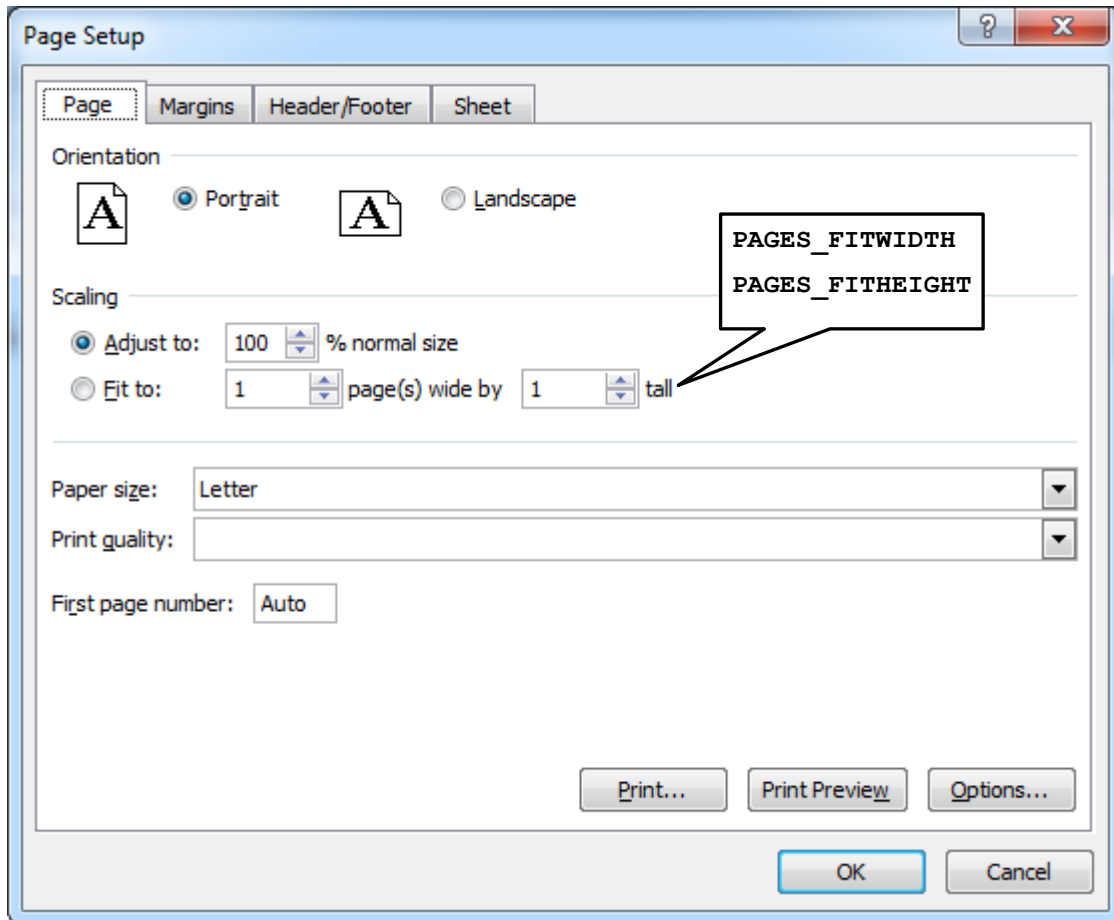 Page Setup
? X
Page Margins Header/Footer Sheet
Orientation
A Portrait A Landscape
PAGES_FITWIDTH
PAGES_FITHEIGHT
Scaling
Adjust to: 100 % normal size
Fit to: 1 page(s) wide by 1 tall
Paper size: Letter
Print quality:
First page number: Auto
Print... Print Preview Options...
OK Cancel